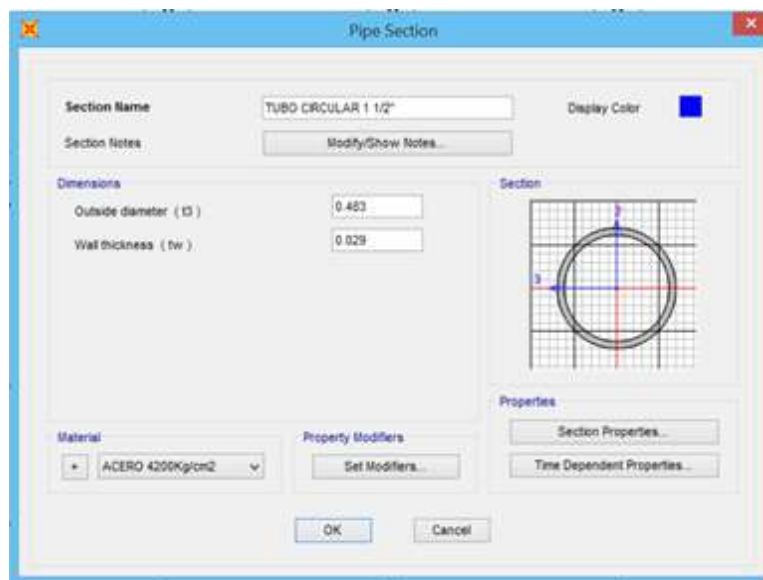 Pipe Section
Section Name TUBO CIRCULAR 1 1/2" Display Color
Section Notes Modify/Show Notes...
Dimensions
Outside diameter ( t3 ) 0.483
Wall thickness ( tw ) 0.029
Section
2
3
Properties
Section Properties...
Time Dependent Properties...
Material
+ ACERO 4200Kg/cm2
Property Modifiers
Set Modifiers...
OK Cancel